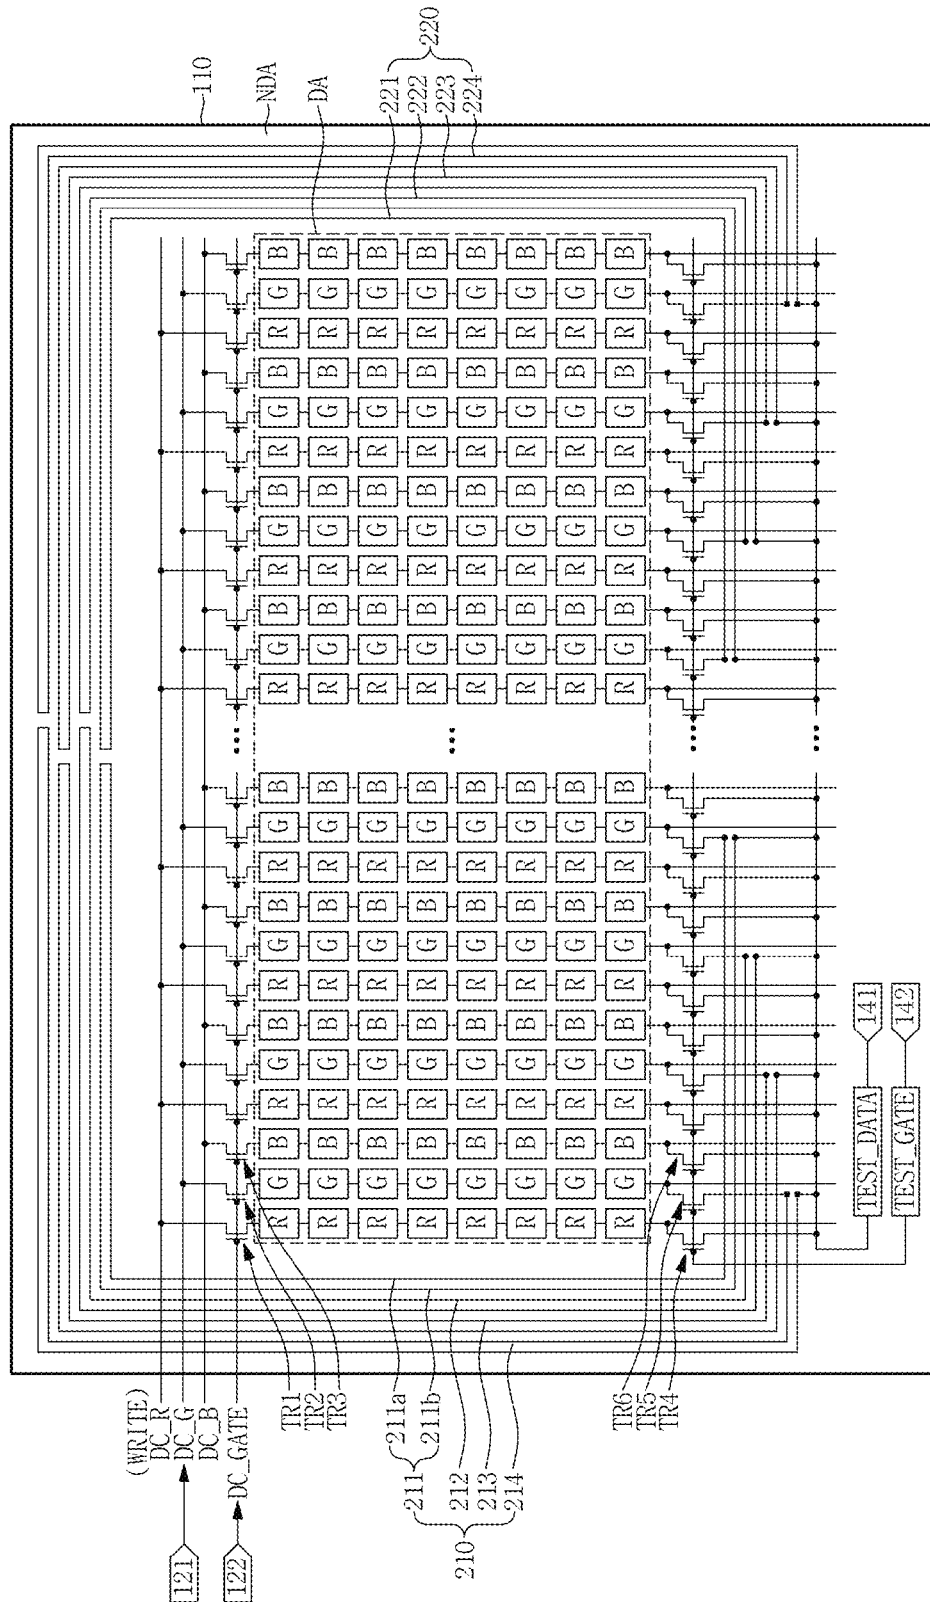 (WRITE)
DC_R
121 DC_G
DC_B
122 DC_GATE
110
NDA
DA
TR1
TR2
TR3
R G B R G B R G B R G B ••• R G B R G B R G B R G B
R G B R G B R G B R G B R G B R G B R G B R G B
R G B R G B R G B R G B R G B R G B R G B R G B
R G B R G B R G B R G B R G B R G B R G B R G B
R G B R G B R G B R G B ••• R G B R G B R G B R G B
R G B R G B R G B R G B R G B R G B R G B R G B
R G B R G B R G B R G B R G B R G B R G B R G B
R G B R G B R G B R G B R G B R G B R G B R G B
211a
211b
211
212
213
214
210
221
222
223
224
220
TR6
TR5
TR4
•••
•••
TEST_DATA 141
TEST_GATE 142